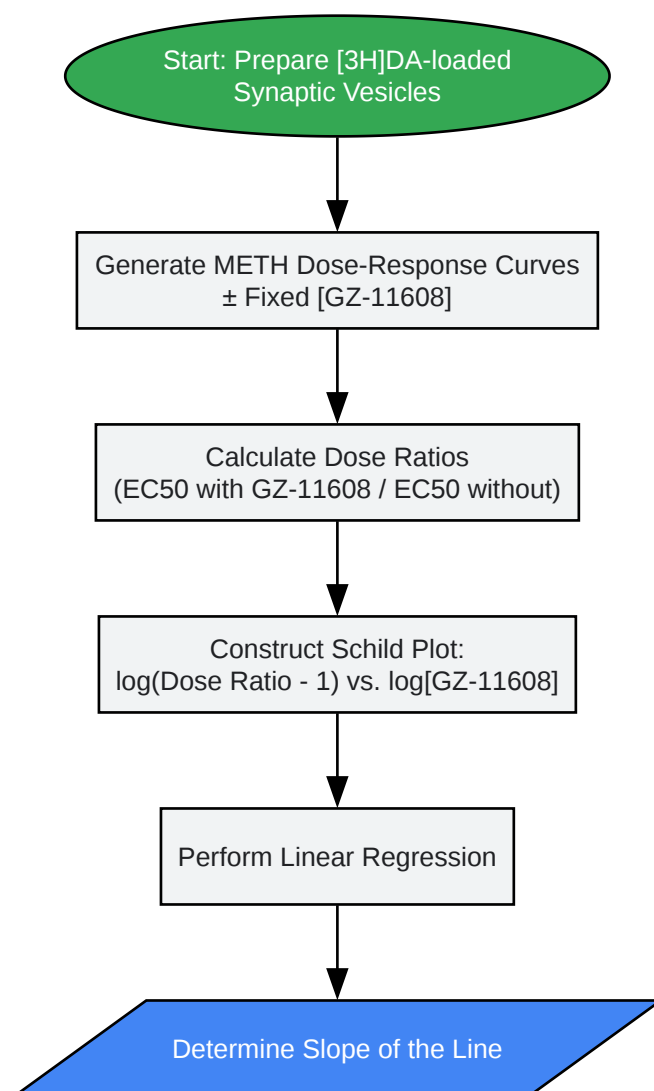 Start: Prepare [3H]DA-loaded
Synaptic Vesicles
Generate METH Dose-Response Curves
± Fixed [GZ-11608]
Calculate Dose Ratios
(EC50 with GZ-11608 / EC50 without)
Construct Schild Plot:
log(Dose Ratio - 1) vs. log[GZ-11608]
Perform Linear Regression
Determine Slope of the Line